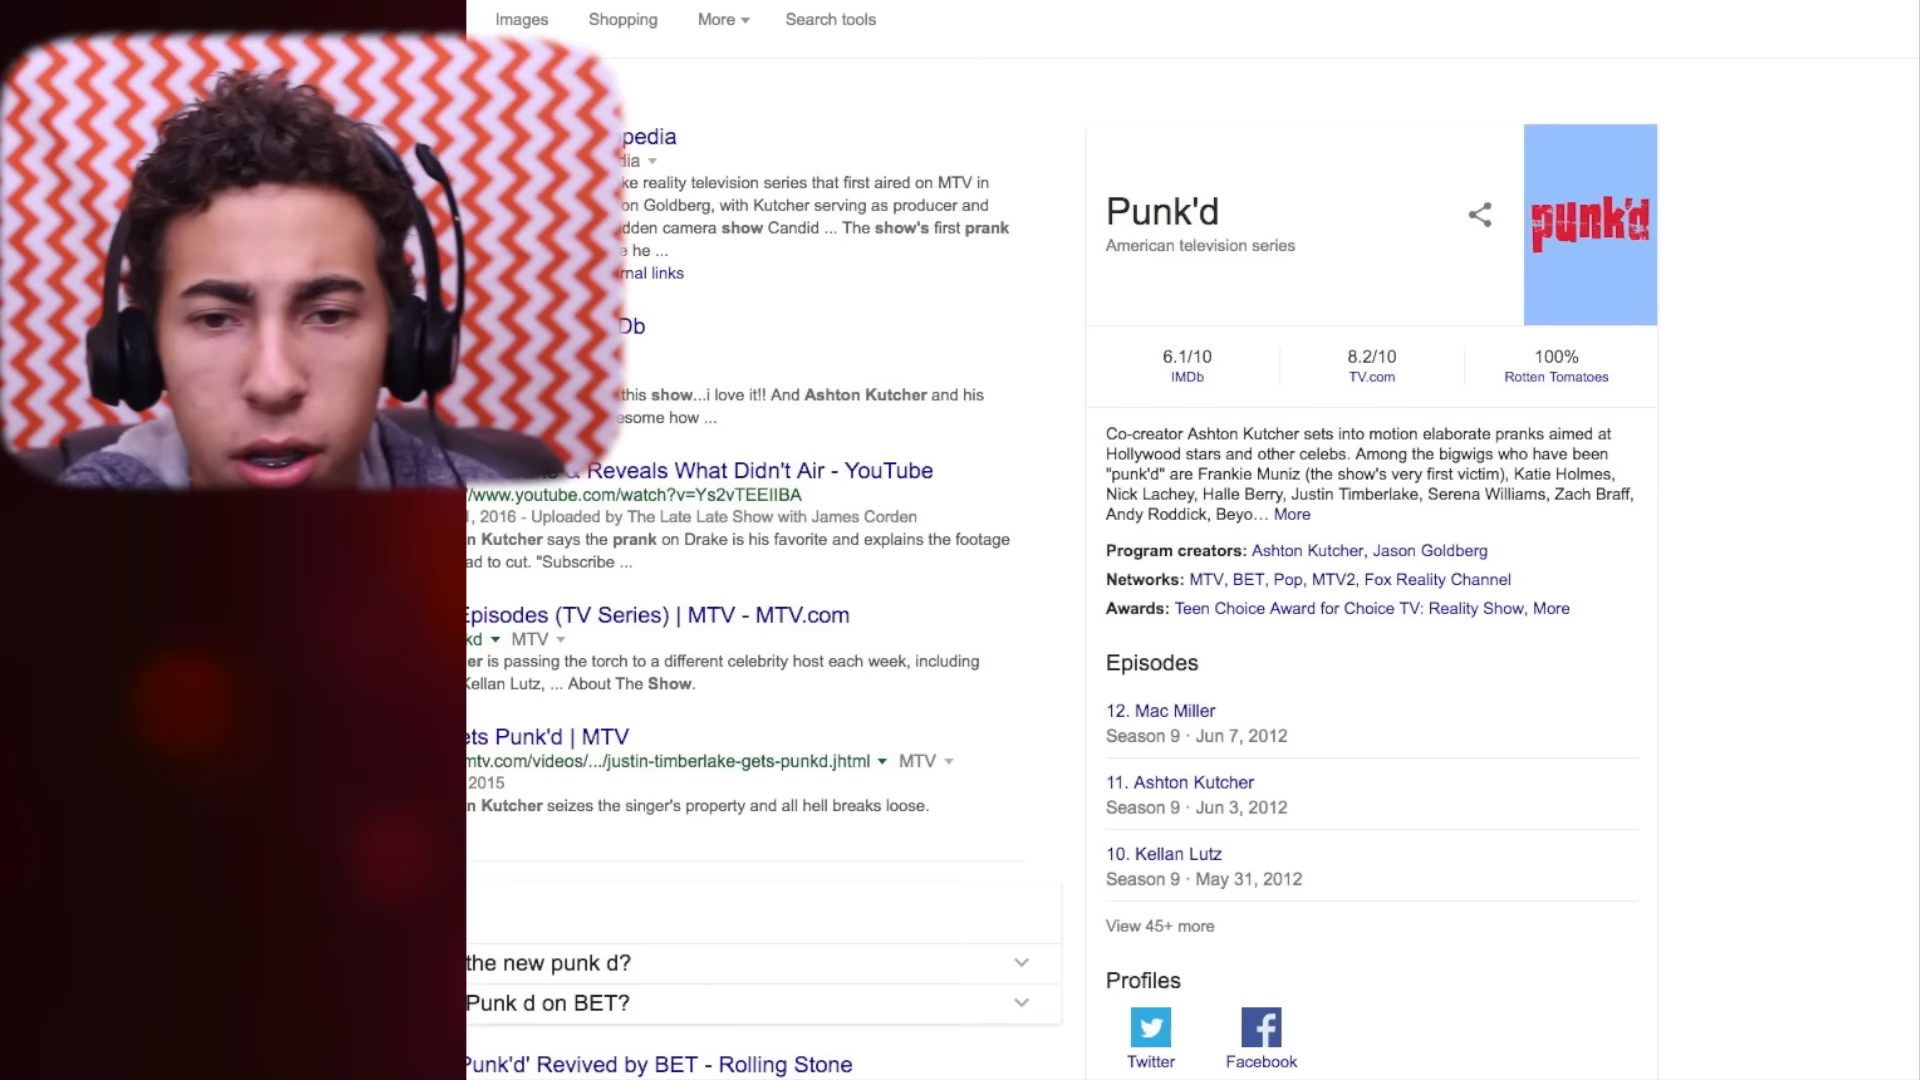 Images Shopping More Search tools
pedia
dia
ke reality television series that first aired on MTV in
on Goldberg, with Kutcher serving as producer and
dden camera show Candid ... The show's first prank
e he ...
rnal links
Db
this show...i love it!! And Ashton Kutcher and his
esome how ...
& Reveals What Didn't Air - YouTube
/www.youtube.com/watch?v=Ys2vTEEIIBA
, 2016 - Uploaded by The Late Late Show with James Corden
n Kutcher says the prank on Drake is his favorite and explains the footage
ad to cut. "Subscribe ...
Episodes (TV Series) | MTV - MTV.com
kd MTV
er is passing the torch to a different celebrity host each week, including
Kellan Lutz, ... About The Show.
ets Punk'd | MTV
mtv.com/videos/.../justin-timberlake-gets-punkd.jhtml MTV
2015
n Kutcher seizes the singer's property and all hell breaks loose.
the new punk d?
Punk d on BET?
Punk'd' Revived by BET - Rolling Stone
Punk'd
American television series
punk'd
6.1/10 8.2/10 100%
IMDb TV.com Rotten Tomatoes
Co-creator Ashton Kutcher sets into motion elaborate pranks aimed at
Hollywood stars and other celebs. Among the bigwigs who have been
"punk'd" are Frankie Muniz (the show's very first victim), Katie Holmes,
Nick Lachey, Halle Berry, Justin Timberlake, Serena Williams, Zach Braff,
Andy Roddick, Beyo... More
Program creators: Ashton Kutcher, Jason Goldberg
Networks: MTV, BET, Pop, MTV2, Fox Reality Channel
Awards: Teen Choice Award for Choice TV: Reality Show, More
Episodes
12. Mac Miller
Season 9 · Jun 7, 2012
11. Ashton Kutcher
Season 9 · Jun 3, 2012
10. Kellan Lutz
Season 9 · May 31, 2012
View 45+ more
Profiles
Twitter Facebook